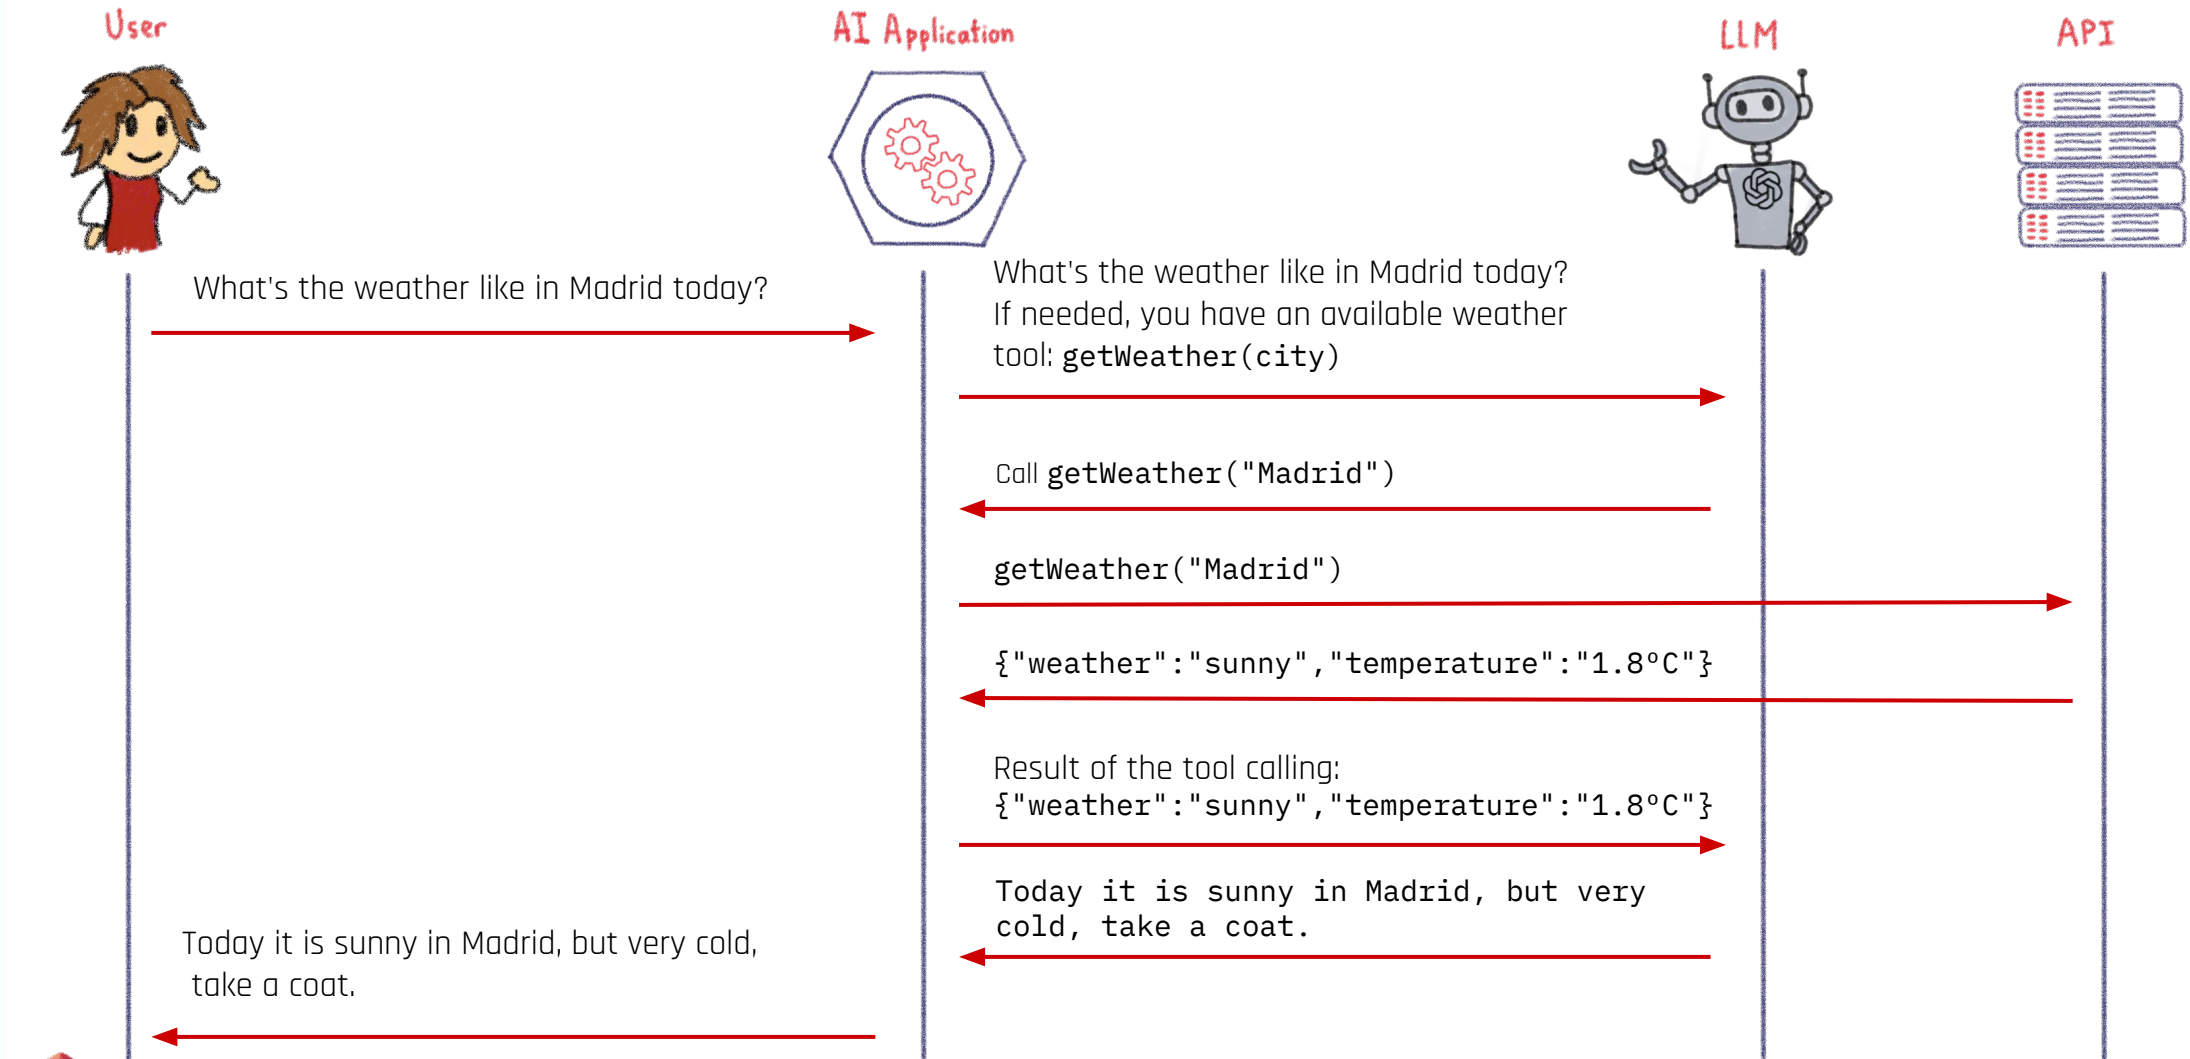 User
AI Application
LLM
API
What's the weather like in Madrid today?
What's the weather like in Madrid today?
If needed, you have an available weather
tool: getWeather(city)
Call getWeather("Madrid")
getWeather("Madrid")
{"weather":"sunny","temperature":"1.8ºC"}
Result of the tool calling:
{"weather":"sunny","temperature":"1.8ºC"}
Today it is sunny in Madrid, but very
cold, take a coat.
Today it is sunny in Madrid, but very cold,
take a coat.